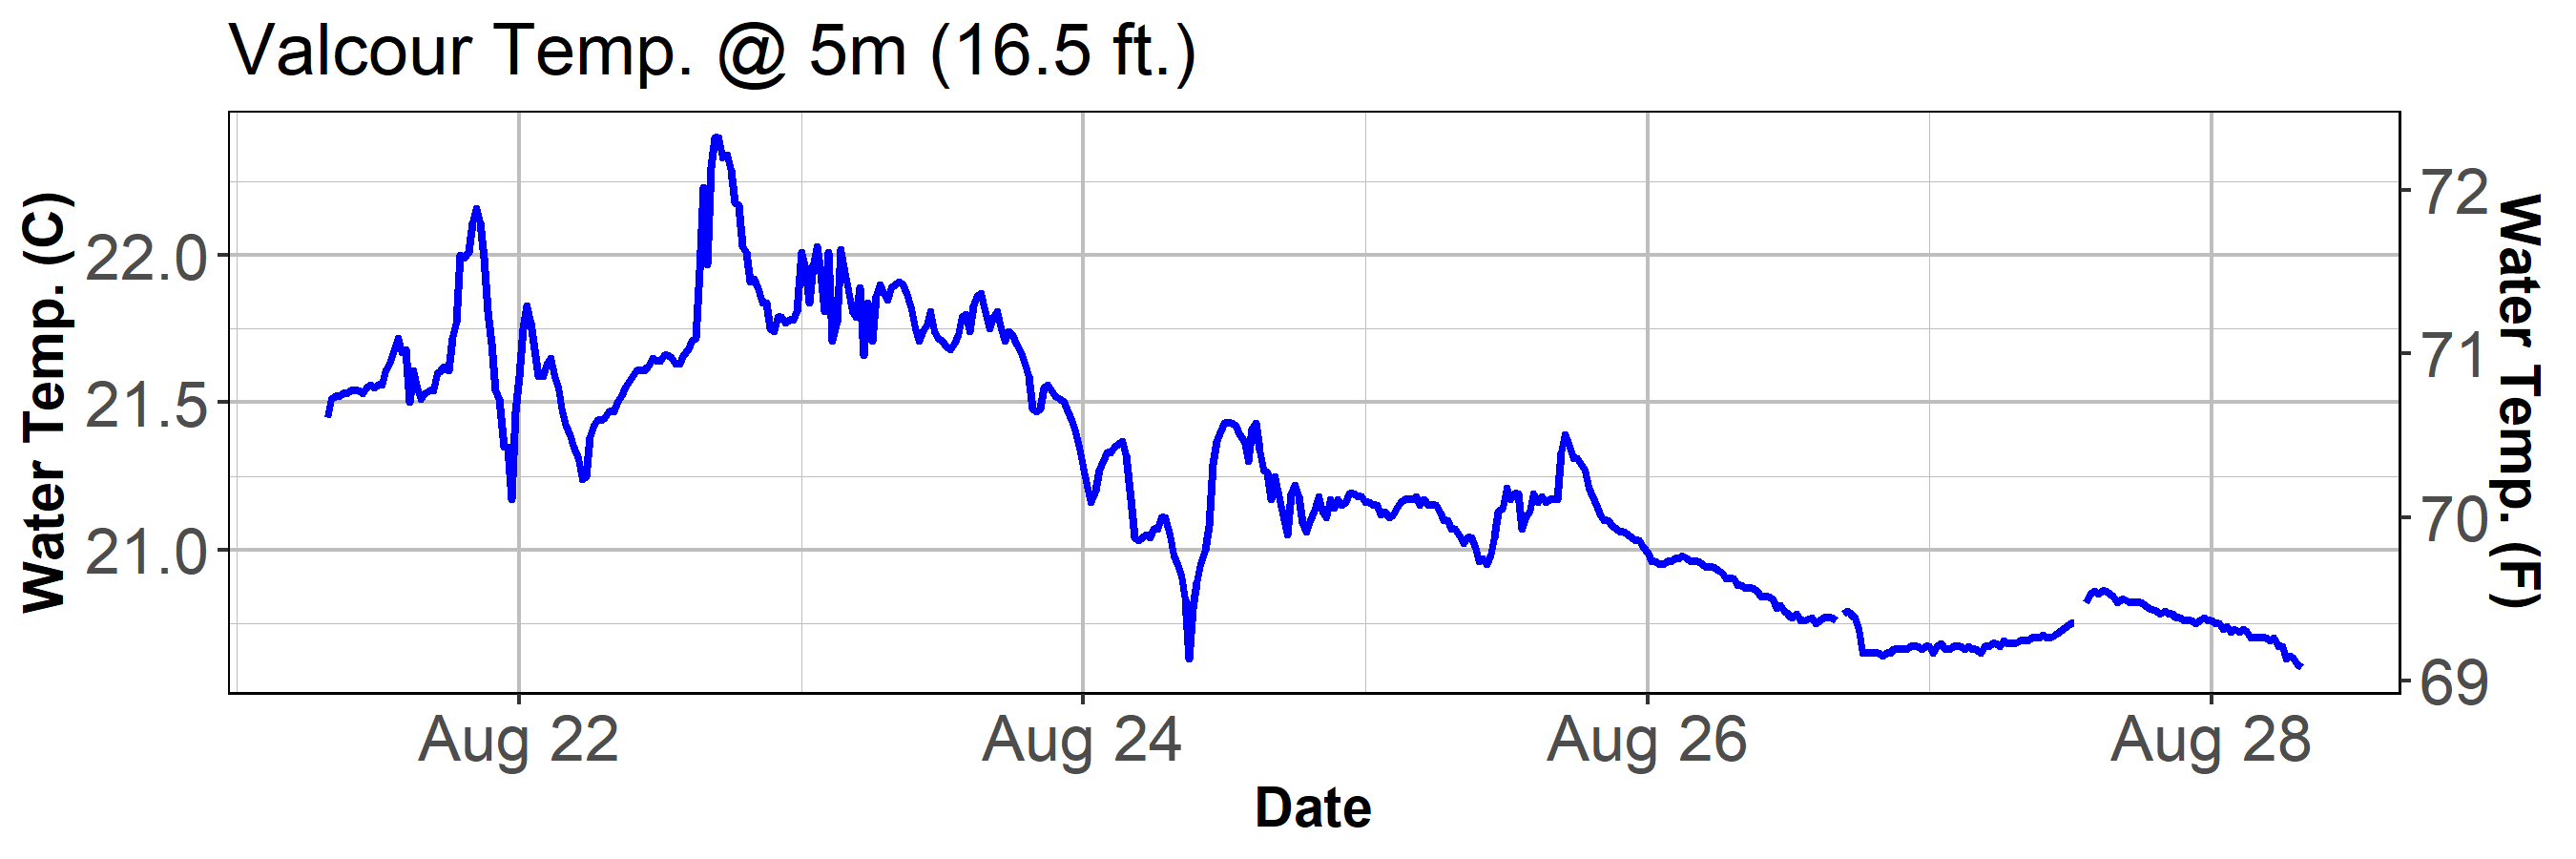 Valcour Temp. @ 5m (16.5 ft.)
Water Temp. (C)
22.0
21.5
21.0
72
71
70
69
Water Temp. (F)
Aug 22
Aug 24
Aug 26
Aug 28
Date